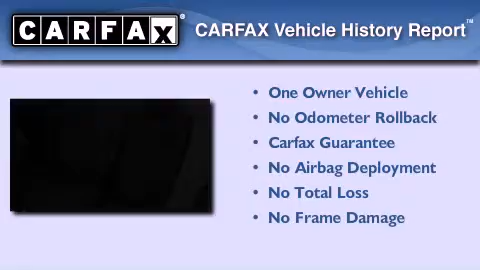 CARFAX® CARFAX Vehicle History Report™
• One Owner Vehicle
• No Odometer Rollback
• Carfax Guarantee
• No Airbag Deployment
• No Total Loss
• No Frame Damage